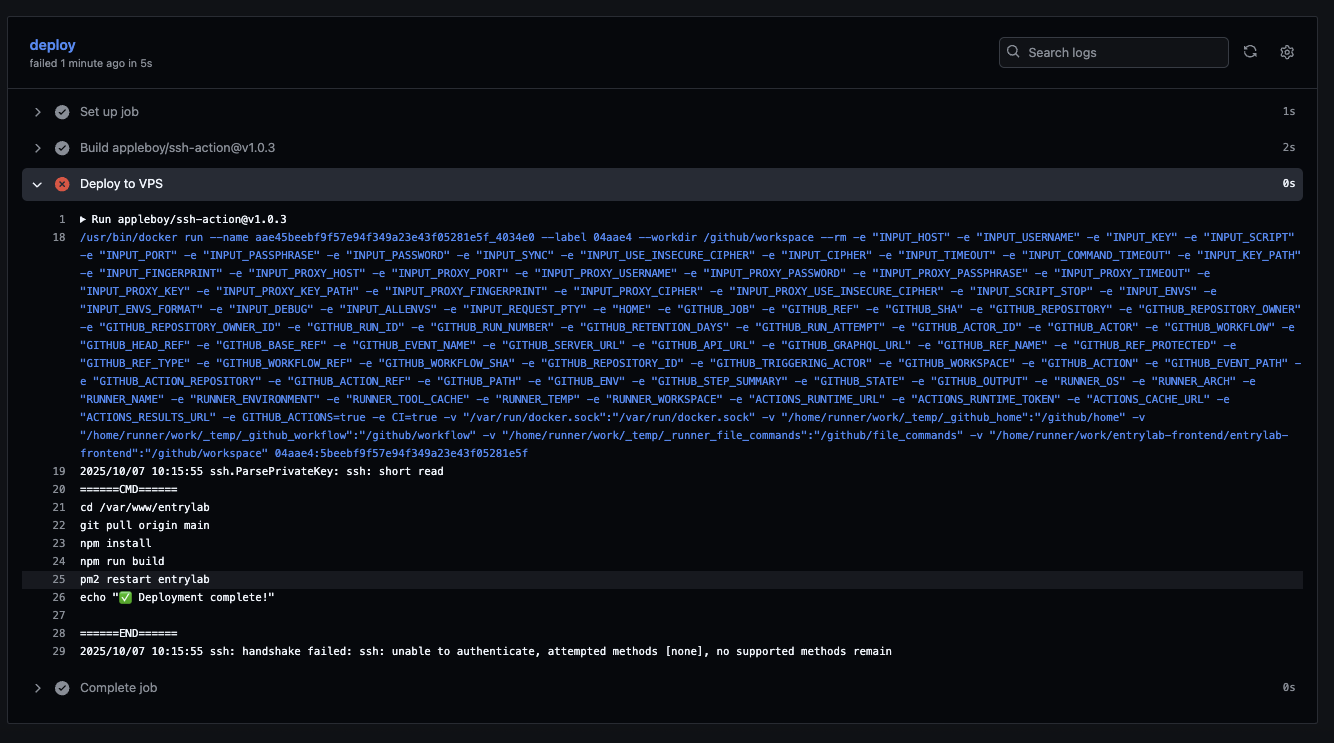 deploy
failed 1 minute ago in 5s
Search logs
Set up job
1s
Build appleboy/ssh-action@v1.0.3
2s
Deploy to VPS
0s
1 Run appleboy/ssh-action@v1.0.3
18 /usr/bin/docker run --name aae45beebf9f57e94f349a23e43f05281e5f_4034e0 --label 04aae4 --workdir /github/workspace --rm -e "INPUT_HOST" -e "INPUT_USERNAME" -e "INPUT_KEY" -e "INPUT_SCRIPT"
-e "INPUT_PORT" -e "INPUT_PASSPHRASE" -e "INPUT_PASSWORD" -e "INPUT_SYNC" -e "INPUT_USE_INSECURE_CIPHER" -e "INPUT_CIPHER" -e "INPUT_TIMEOUT" -e "INPUT_COMMAND_TIMEOUT" -e "INPUT_KEY_PATH"
-e "INPUT_FINGERPRINT" -e "INPUT_PROXY_HOST" -e "INPUT_PROXY_PORT" -e "INPUT_PROXY_USERNAME" -e "INPUT_PROXY_PASSWORD" -e "INPUT_PROXY_PASSPHRASE" -e "INPUT_PROXY_TIMEOUT" -e
"INPUT_PROXY_KEY" -e "INPUT_PROXY_KEY_PATH" -e "INPUT_PROXY_FINGERPRINT" -e "INPUT_PROXY_CIPHER" -e "INPUT_PROXY_USE_INSECURE_CIPHER" -e "INPUT_SCRIPT_STOP" -e "INPUT_ENVS" -e
"INPUT_ENVS_FORMAT" -e "INPUT_DEBUG" -e "INPUT_ALLENVS" -e "INPUT_REQUEST_PTY" -e "HOME" -e "GITHUB_JOB" -e "GITHUB_REF" -e "GITHUB_SHA" -e "GITHUB_REPOSITORY" -e "GITHUB_REPOSITORY_OWNER"
-e "GITHUB_REPOSITORY_OWNER_ID" -e "GITHUB_RUN_ID" -e "GITHUB_RUN_NUMBER" -e "GITHUB_RETENTION_DAYS" -e "GITHUB_RUN_ATTEMPT" -e "GITHUB_ACTOR_ID" -e "GITHUB_ACTOR" -e "GITHUB_WORKFLOW" -e
"GITHUB_HEAD_REF" -e "GITHUB_BASE_REF" -e "GITHUB_EVENT_NAME" -e "GITHUB_SERVER_URL" -e "GITHUB_API_URL" -e "GITHUB_GRAPHQL_URL" -e "GITHUB_REF_NAME" -e "GITHUB_REF_PROTECTED" -e
"GITHUB_REF_TYPE" -e "GITHUB_WORKFLOW_REF" -e "GITHUB_WORKFLOW_SHA" -e "GITHUB_REPOSITORY_ID" -e "GITHUB_TRIGGERING_ACTOR" -e "GITHUB_WORKSPACE" -e "GITHUB_ACTION" -e "GITHUB_EVENT_PATH" -
e "GITHUB_ACTION_REPOSITORY" -e "GITHUB_ACTION_REF" -e "GITHUB_PATH" -e "GITHUB_ENV" -e "GITHUB_STEP_SUMMARY" -e "GITHUB_STATE" -e "GITHUB_OUTPUT" -e "RUNNER_OS" -e "RUNNER_ARCH" -e
"RUNNER_NAME" -e "RUNNER_ENVIRONMENT" -e "RUNNER_TOOL_CACHE" -e "RUNNER_TEMP" -e "RUNNER_WORKSPACE" -e "ACTIONS_RUNTIME_URL" -e "ACTIONS_RUNTIME_TOKEN" -e "ACTIONS_CACHE_URL" -e
"ACTIONS_RESULTS_URL" -e GITHUB_ACTIONS=true -e CI=true -v "/var/run/docker.sock":"/var/run/docker.sock" -v "/home/runner/work/_temp/_github_home":"/github/home" -v
"/home/runner/work/_temp/_github_workflow":"/github/workflow" -v "/home/runner/work/_temp/_runner_file_commands":"/github/file_commands" -v "/home/runner/work/entrylab-frontend/entrylab-
frontend":"/github/workspace" 04aae4:5beebf9f57e94f349a23e43f05281e5f
19 2025/10/07 10:15:55 ssh.ParsePrivateKey: ssh: short read
20 ======CMD======
21 cd /var/www/entrylab
22 git pull origin main
23 npm install
24 npm run build
25 pm2 restart entrylab
26 echo "✅ Deployment complete!"
27
28 ======END======
29 2025/10/07 10:15:55 ssh: handshake failed: ssh: unable to authenticate, attempted methods [none], no supported methods remain
Complete job
0s